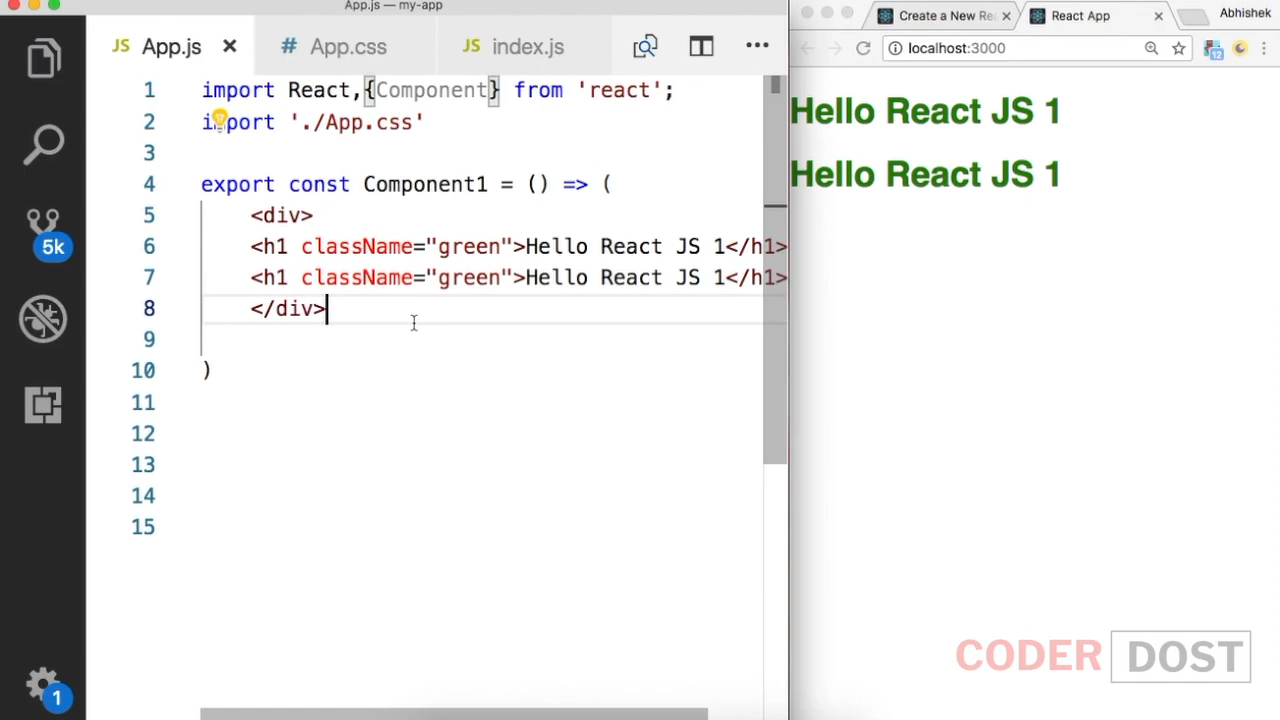 App.js — my-app
JS App.js ×
# App.css
JS index.js
1 import React,{Component} from 'react';
2 import './App.css'
3
4 export const Component1 = () => (
5 <div>
6 <h1 className="green">Hello React JS 1</h1>
7 <h1 className="green">Hello React JS 1</h1>
8 </div>
9
10 )
11
12
13
14
15
5k
1
Create a New Re
React App
Abhishek
localhost:3000
12
Hello React JS 1
Hello React JS 1
CODER DOST